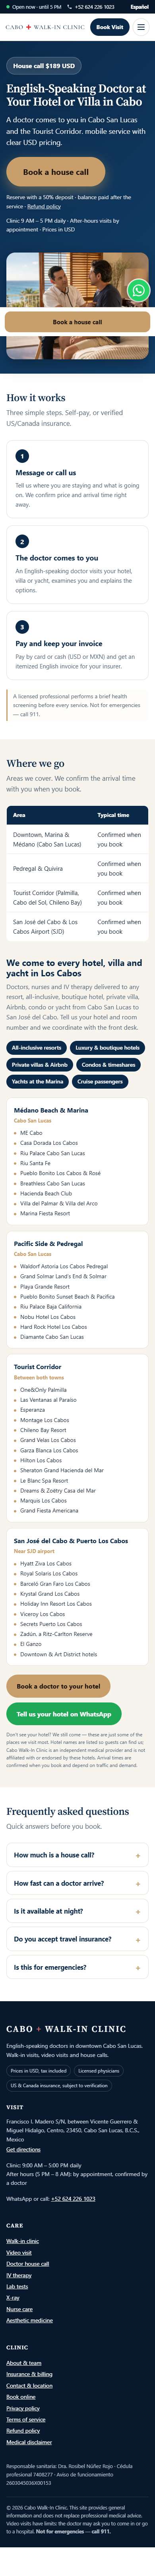 Open now · until 5 PM
+52 624 226 1023
Español
CABO + WALK-IN CLINIC
Book Visit
House call $189 USD
English-Speaking Doctor at
Your Hotel or Villa in Cabo
A doctor comes to you in Cabo San Lucas
and the Tourist Corridor. mobile service with
clear USD pricing.
Book a house call
Reserve with a 50% deposit · balance paid after the
service · Refund policy
Clinic 9 AM – 5 PM daily · After-hours visits by
appointment · Prices in USD
Book a house call
How it works
Three simple steps. Self-pay, or verified
US/Canada insurance.
1
Message or call us
Tell us where you are staying and what is going
on. We confirm price and arrival time right
away.
2
The doctor comes to you
An English-speaking doctor visits your hotel,
villa or yacht, examines you and explains the
options.
3
Pay and keep your invoice
Pay by card or cash (USD or MXN) and get an
itemized English invoice for your insurer.
A licensed professional performs a brief health
screening before every service. Not for emergencies
— call 911.
Where we go
Areas we cover. We confirm the arrival time
with you when you book.
Area
Typical time
Downtown, Marina &
Médano (Cabo San Lucas)
Confirmed when
you book
Pedregal & Quivira
Confirmed when
you book
Tourist Corridor (Palmilla,
Cabo del Sol, Chileno Bay)
Confirmed when
you book
San José del Cabo & Los
Cabos Airport (SJD)
Confirmed when
you book
We come to every hotel, villa and
yacht in Los Cabos
Doctors, nurses and IV therapy delivered to any
resort, all-inclusive, boutique hotel, private villa,
Airbnb, condo or yacht from Cabo San Lucas to
San José del Cabo. Tell us your hotel and room
number and we coordinate with the front desk.
All-inclusive resorts
Luxury & boutique hotels
Private villas & Airbnb
Condos & timeshares
Yachts at the Marina
Cruise passengers
Médano Beach & Marina
Cabo San Lucas
ME Cabo
Casa Dorada Los Cabos
Riu Palace Cabo San Lucas
Riu Santa Fe
Pueblo Bonito Los Cabos & Rosé
Breathless Cabo San Lucas
Hacienda Beach Club
Villa del Palmar & Villa del Arco
Marina Fiesta Resort
Pacific Side & Pedregal
Cabo San Lucas
Waldorf Astoria Los Cabos Pedregal
Grand Solmar Land's End & Solmar
Playa Grande Resort
Pueblo Bonito Sunset Beach & Pacifica
Riu Palace Baja California
Nobu Hotel Los Cabos
Hard Rock Hotel Los Cabos
Diamante Cabo San Lucas
Tourist Corridor
Between both towns
One&Only Palmilla
Las Ventanas al Paraíso
Esperanza
Montage Los Cabos
Chileno Bay Resort
Grand Velas Los Cabos
Garza Blanca Los Cabos
Hilton Los Cabos
Sheraton Grand Hacienda del Mar
Le Blanc Spa Resort
Dreams & Zoëtry Casa del Mar
Marquis Los Cabos
Grand Fiesta Americana
San José del Cabo & Puerto Los Cabos
Near SJD airport
Hyatt Ziva Los Cabos
Royal Solaris Los Cabos
Barceló Gran Faro Los Cabos
Krystal Grand Los Cabos
Holiday Inn Resort Los Cabos
Viceroy Los Cabos
Secrets Puerto Los Cabos
Zadún, a Ritz-Carlton Reserve
El Ganzo
Downtown & Art District hotels
Book a doctor to your hotel
Tell us your hotel on WhatsApp
Don't see your hotel? We still come — these are just some of the
places we visit most. Hotel names are listed so guests can find us;
Cabo Walk-In Clinic is an independent medical provider and is not
affiliated with or endorsed by these hotels. Arrival times are
confirmed when you book and depend on traffic and demand.
Frequently asked questions
Quick answers before you book.
How much is a house call? +
How fast can a doctor arrive? +
Is it available at night? +
Do you accept travel insurance? +
Is this for emergencies? +
CABO + WALK-IN CLINIC
English-speaking doctors in downtown Cabo San Lucas.
Walk-in visits, video visits and house calls.
Prices in USD, tax included
Licensed physicians
US & Canada insurance, subject to verification
VISIT
Francisco I. Madero S/N, between Vicente Guerrero &
Miguel Hidalgo, Centro, 23450, Cabo San Lucas, B.C.S.,
Mexico
Get directions
Clinic: 9:00 AM – 5:00 PM daily
After hours (5 PM – 8 AM): by appointment, confirmed by
a doctor
WhatsApp or call: +52 624 226 1023
CARE
Walk-in clinic
Video visit
Doctor house call
IV therapy
Lab tests
X-ray
Nurse care
Aesthetic medicine
CLINIC
About & team
Insurance & billing
Contact & location
Book online
Privacy policy
Terms of service
Refund policy
Medical disclaimer
Responsable sanitaria: Dra. Rosibel Núñez Rojo · Cédula
profesional 7408277 · Aviso de funcionamiento
2603045036X00153
© 2026 Cabo Walk-In Clinic. This site provides general
information and does not replace professional medical advice.
Video visits have limitations; the doctor may ask you to come in or go
to a hospital. Not for emergencies — call 911.